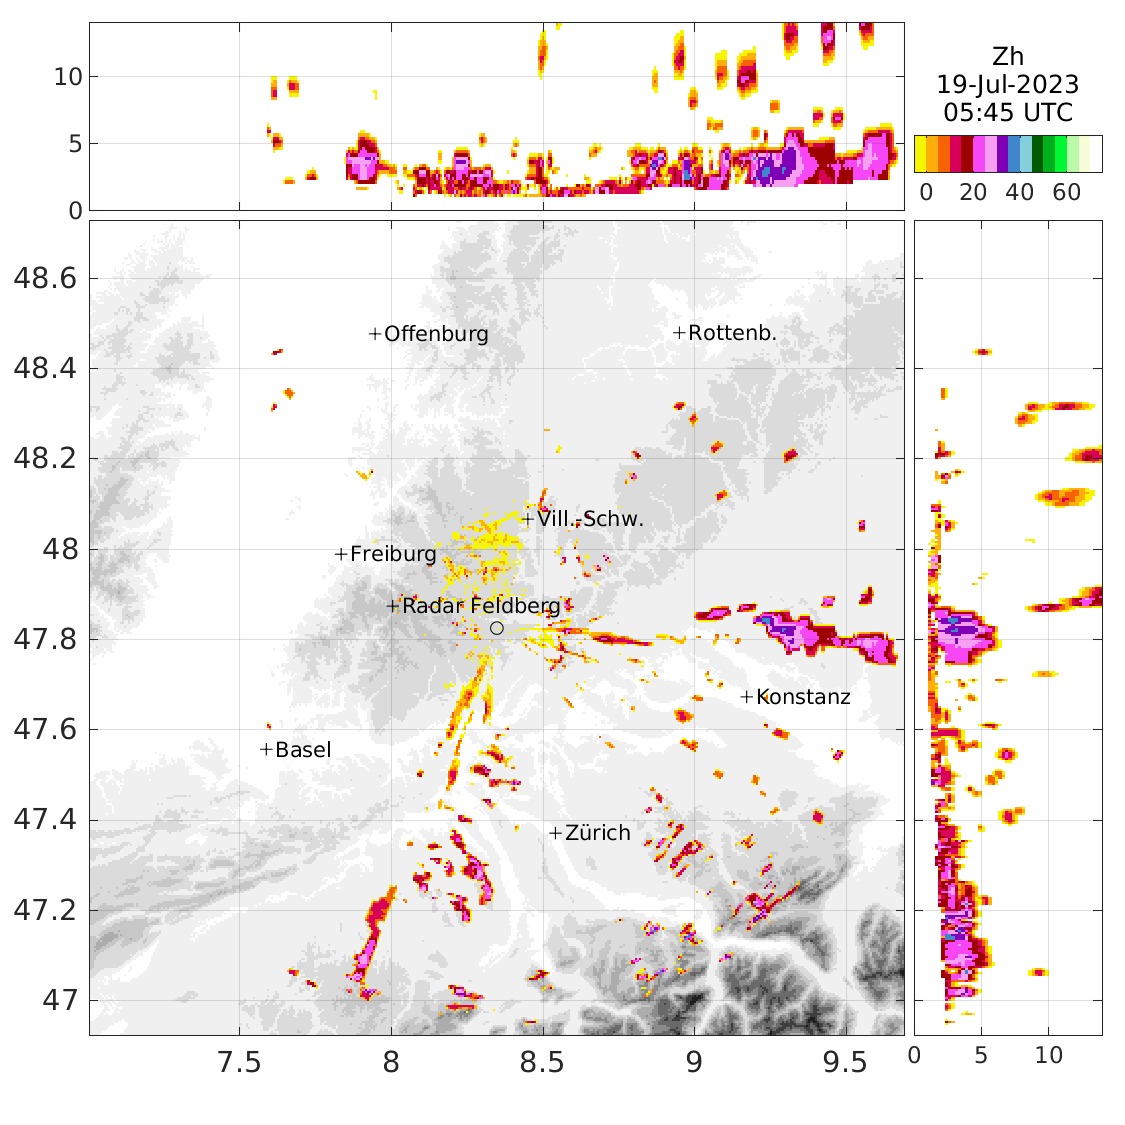 10
5
0
Zh
19-Jul-2023
05:45 UTC
0 20 40 60
48.6
48.4
48.2
48
47.8
47.6
47.4
47.2
47
+Offenburg
+Rottenb.
+Vill.-Schw.
+Freiburg
+Radar Feldberg
+Konstanz
+Basel
+Zürich
7.5 8 8.5 9 9.5
0 5 10